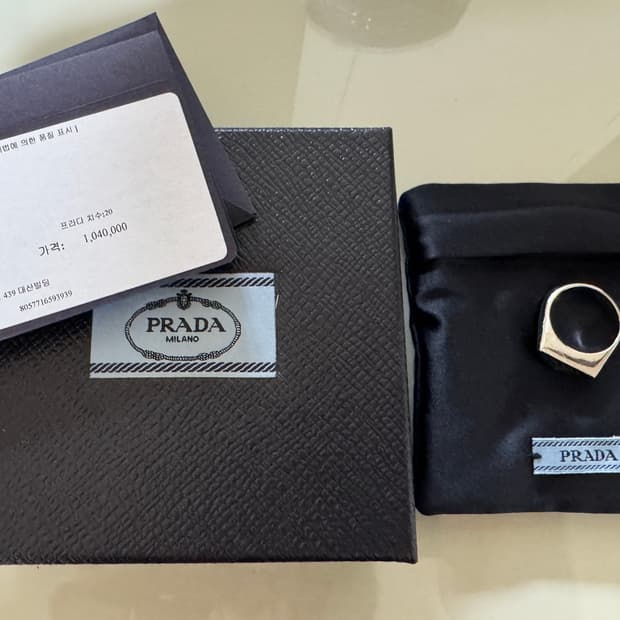 법에 의한 품질 표시
프라다 치수:20
가격: 1,040,000
439 대산빌딩
8057716593939
PRADA
MILANO
PRADA